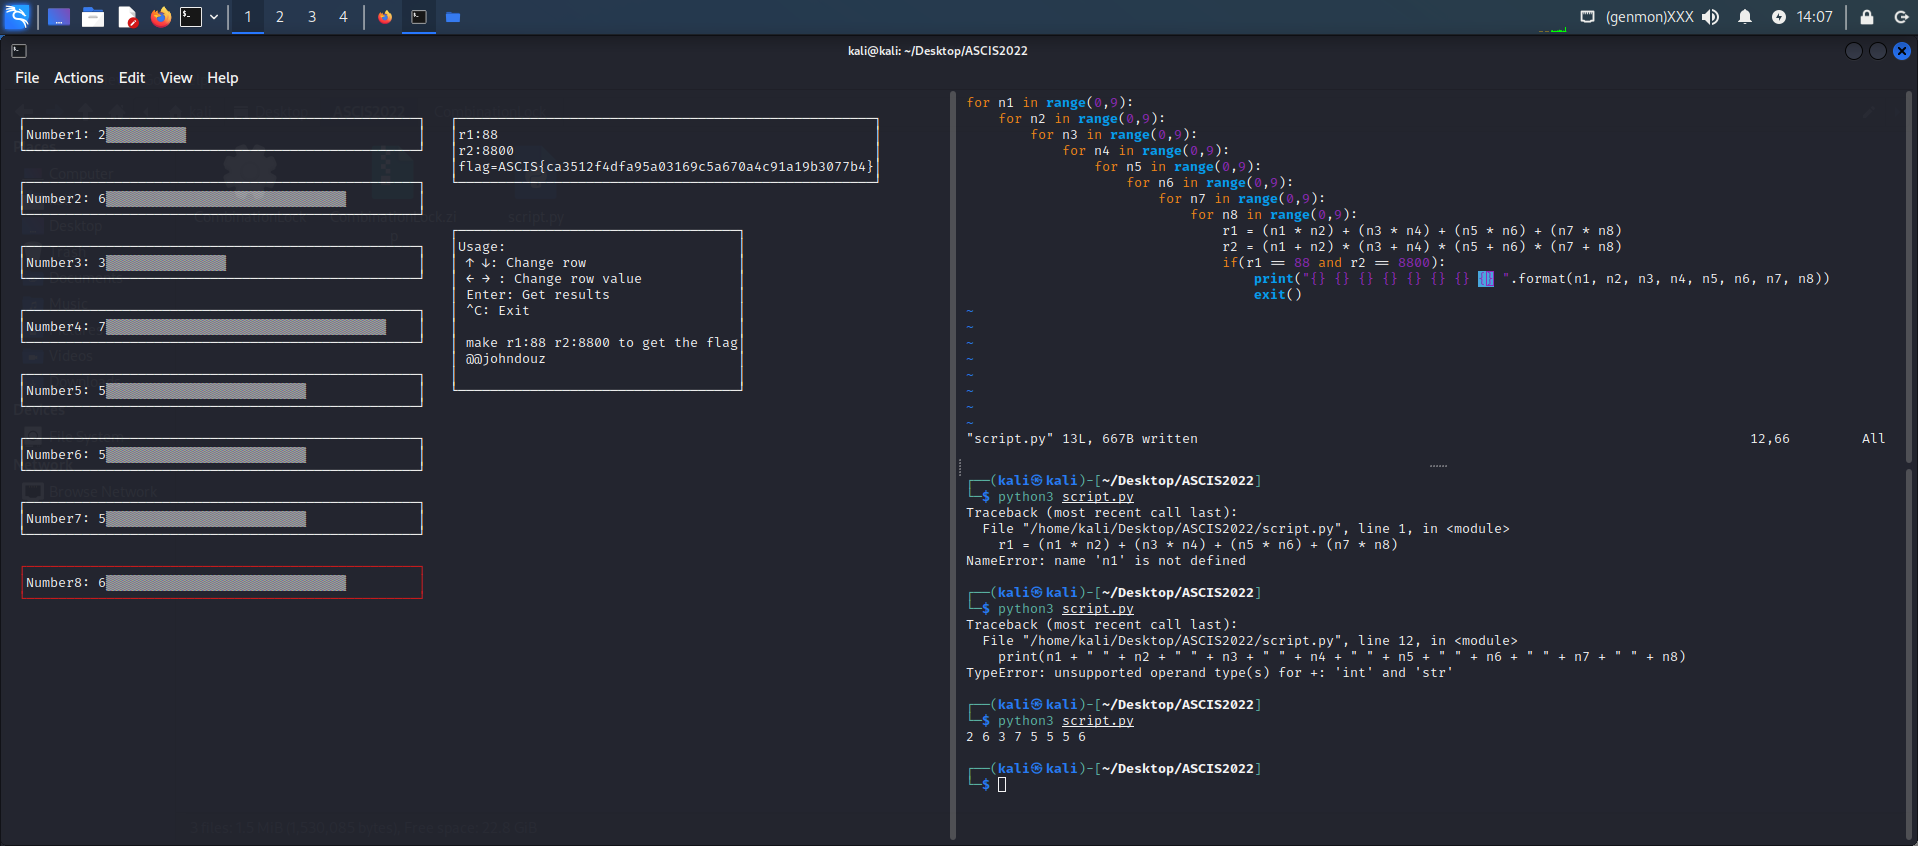 1 2 3 4
(genmon)XXX 14:07
kali@kali: ~/Desktop/ASCIS2022
File Actions Edit View Help
Number1: 2
Number2: 6
Number3: 3
Number4: 7
Number5: 5
Number6: 5
Number7: 5
Number8: 6
r1:88
r2:8800
flag=ASCIS{ca3512f4dfa95a03169c5a670a4c91a19b3077b4}
Usage:
↑ ↓: Change row
← → : Change row value
Enter: Get results
^C: Exit
make r1:88 r2:8800 to get the flag
@@johndouz
for n1 in range(0,9):
for n2 in range(0,9):
for n3 in range(0,9):
for n4 in range(0,9):
for n5 in range(0,9):
for n6 in range(0,9):
for n7 in range(0,9):
for n8 in range(0,9):
r1 = (n1 * n2) + (n3 * n4) + (n5 * n6) + (n7 * n8)
r2 = (n1 + n2) * (n3 + n4) * (n5 + n6) * (n7 + n8)
if(r1 == 88 and r2 == 8800):
print("{} {} {} {} {} {} {} {} ".format(n1, n2, n3, n4, n5, n6, n7, n8))
exit()
~
~
~
~
~
~
~
~
"script.py" 13L, 667B written 12,66 All
┌──(kali㉿kali)-[~/Desktop/ASCIS2022]
└─$ python3 script.py
Traceback (most recent call last):
File "/home/kali/Desktop/ASCIS2022/script.py", line 1, in <module>
r1 = (n1 * n2) + (n3 * n4) + (n5 * n6) + (n7 * n8)
NameError: name 'n1' is not defined
┌──(kali㉿kali)-[~/Desktop/ASCIS2022]
└─$ python3 script.py
Traceback (most recent call last):
File "/home/kali/Desktop/ASCIS2022/script.py", line 12, in <module>
print(n1 + " " + n2 + " " + n3 + " " + n4 + " " + n5 + " " + n6 + " " + n7 + " " + n8)
TypeError: unsupported operand type(s) for +: 'int' and 'str'
┌──(kali㉿kali)-[~/Desktop/ASCIS2022]
└─$ python3 script.py
2 6 3 7 5 5 5 6
┌──(kali㉿kali)-[~/Desktop/ASCIS2022]
└─$
Computer
Desktop
Music
Videos
Devices
File System
Browse Network
script.py